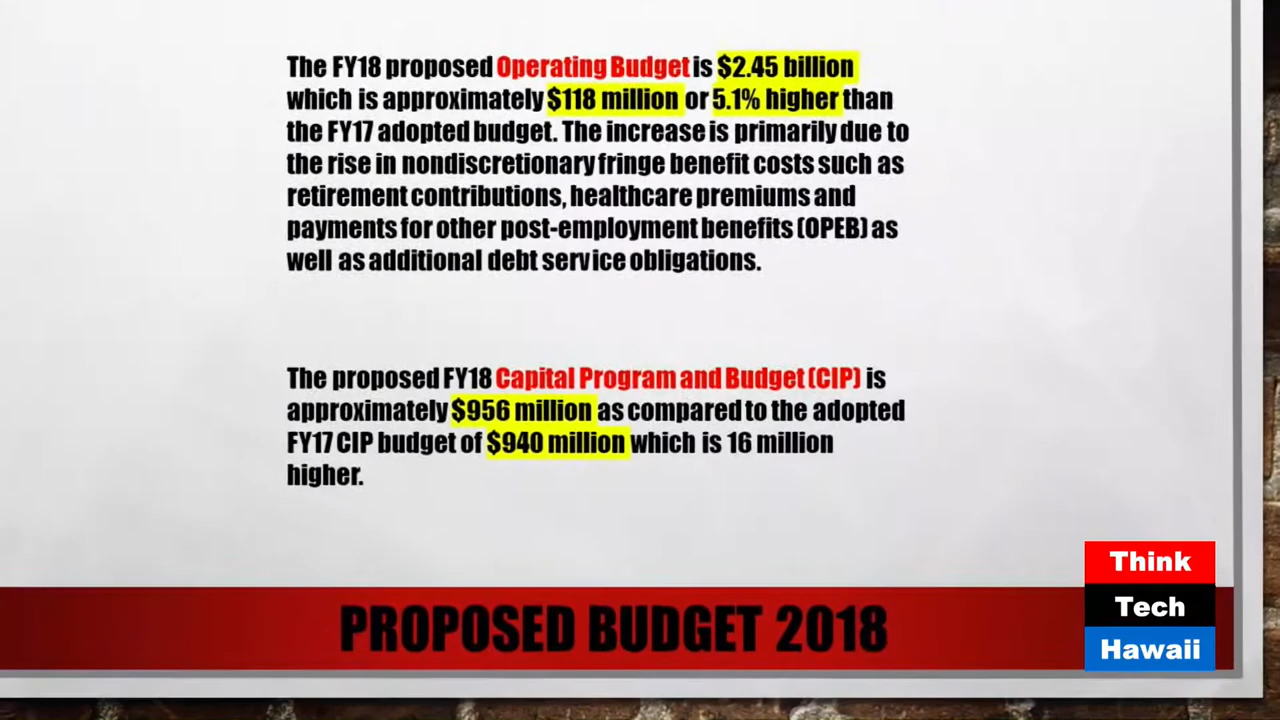 The FY18 proposed Operating Budget is $2.45 billion
which is approximately $118 million or 5.1% higher than
the FY17 adopted budget. The increase is primarily due to
the rise in nondiscretionary fringe benefit costs such as
retirement contributions, healthcare premiums and
payments for other post-employment benefits (OPEB) as
well as additional debt service obligations.
The proposed FY18 Capital Program and Budget (CIP) is
approximately $956 million as compared to the adopted
FY17 CIP budget of $940 million which is 16 million
higher.
PROPOSED BUDGET 2018
Think
Tech
Hawaii